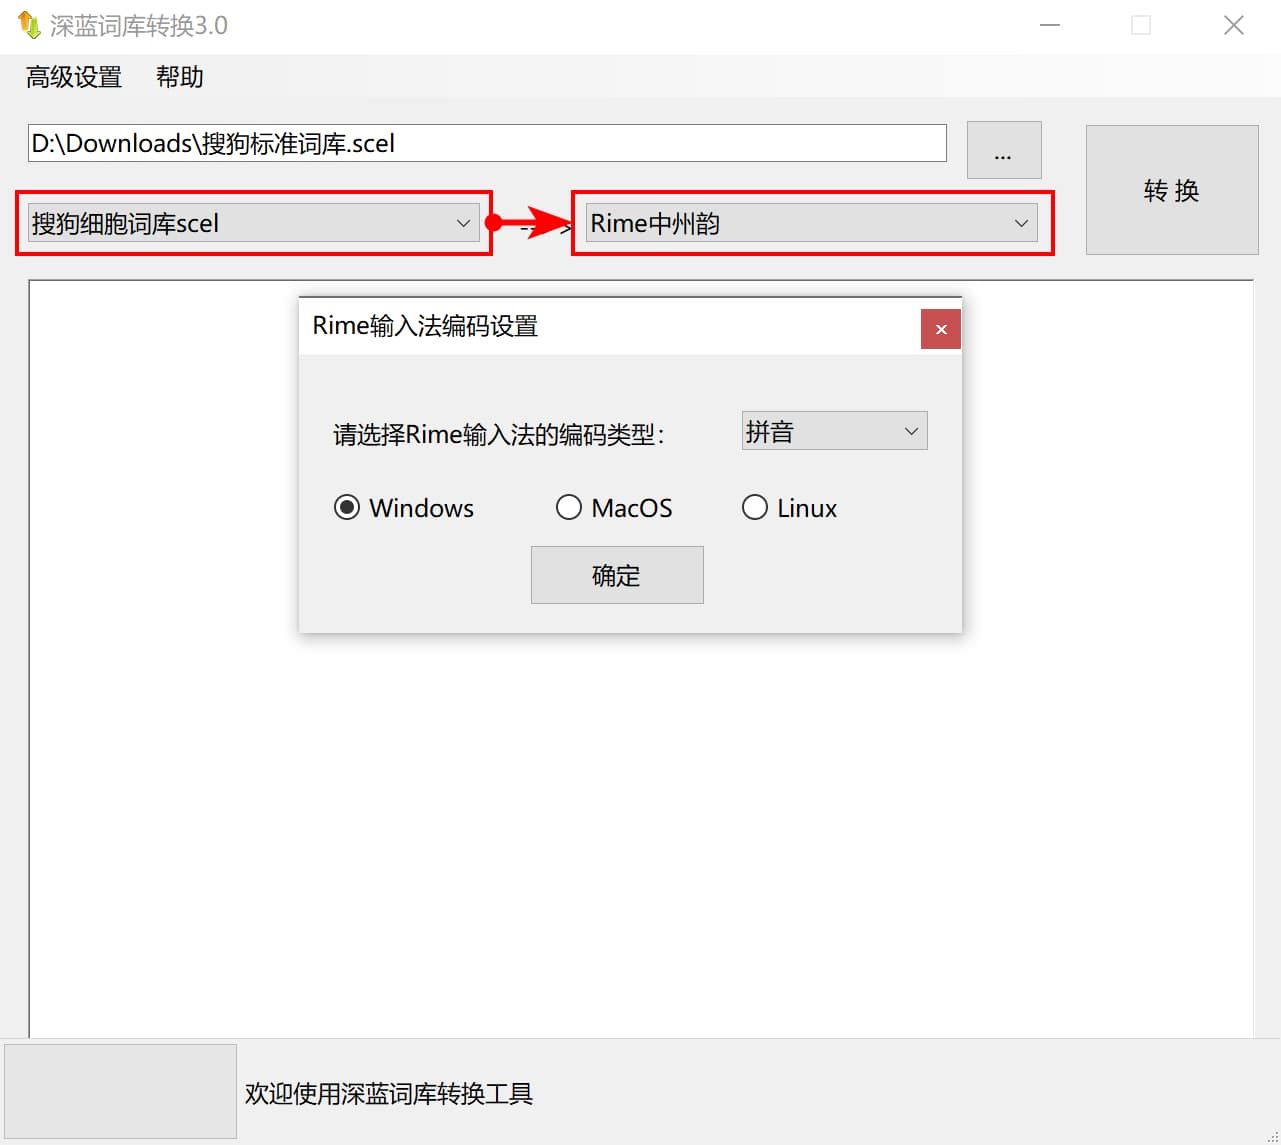 深蓝词库转换3.0
高级设置 帮助
D:\Downloads\搜狗标准词库.scel
...
转 换
搜狗细胞词库scel
Rime中州韵
Rime输入法编码设置
请选择Rime输入法的编码类型：
拼音
Windows
MacOS
Linux
确定
欢迎使用深蓝词库转换工具